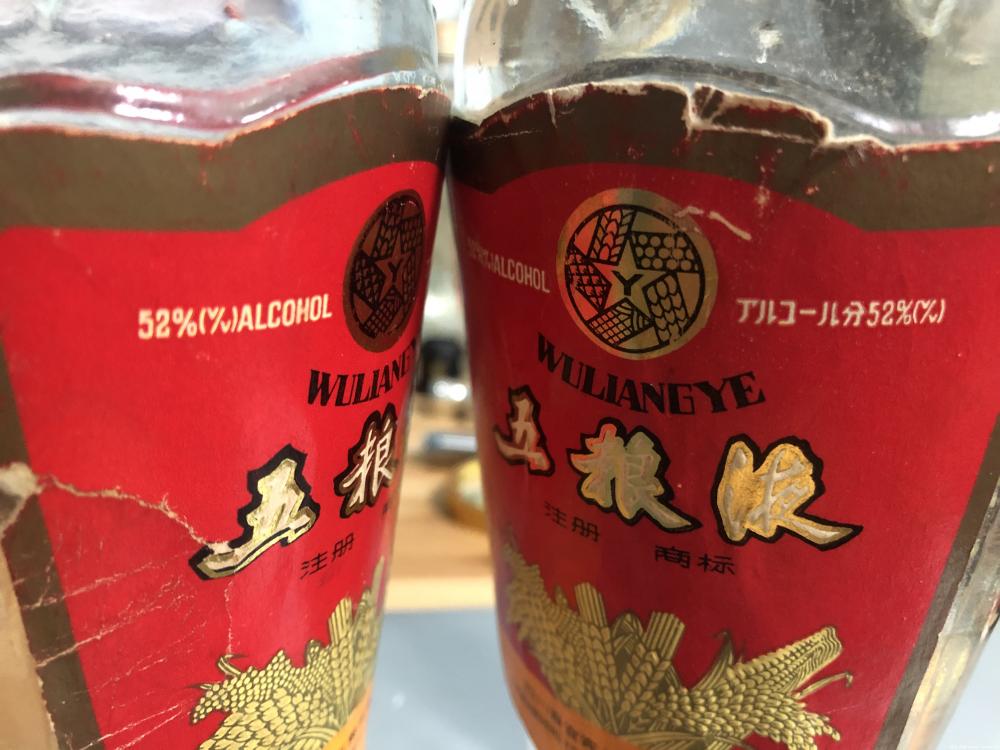 52%(%)ALCOHOL
WULIANG
五粮
注册
ALCOHOL
Y
アルコール分52%(%)
WULIANGYE
五粮液
注册 商标